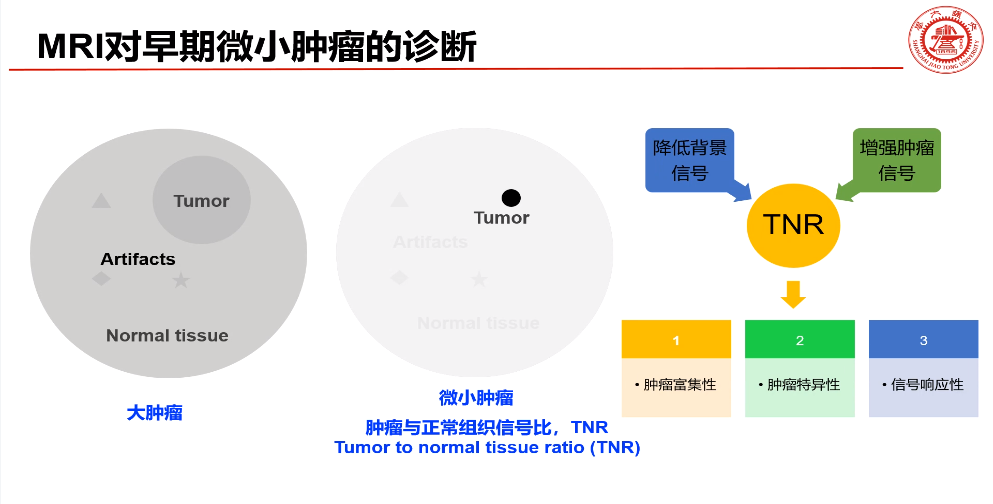 MRI对早期微小肿瘤的诊断
SHANGHAI JIAO TONG UNIVERSITY
Tumor
Artifacts
Normal tissue
大肿瘤
Tumor
Artifacts
Normal tissue
微小肿瘤
肿瘤与正常组织信号比，TNR
Tumor to normal tissue ratio (TNR)
降低背景
信号
增强肿瘤
信号
TNR
1
• 肿瘤富集性
2
• 肿瘤特异性
3
• 信号响应性